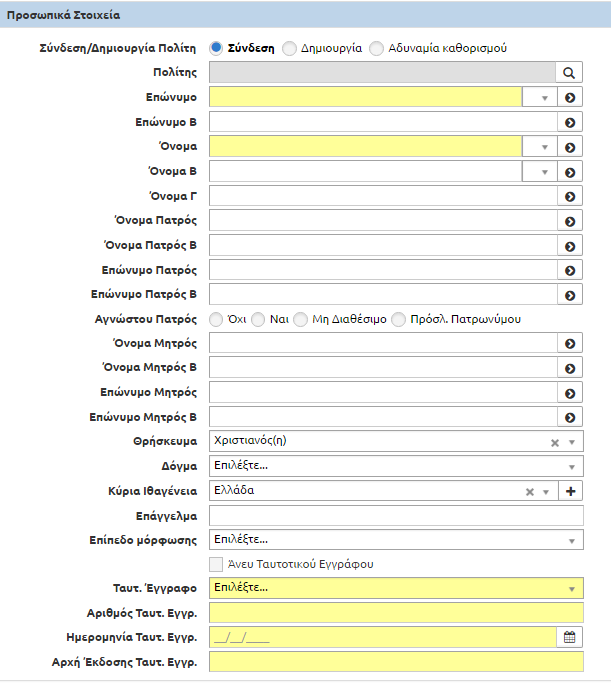 Προσωπικά Στοιχεία
Σύνδεση/Δημιουργία Πολίτη Σύνδεση Δημιουργία Αδυναμία καθορισμού
Πολίτης
Επώνυμο
Επώνυμο Β
Όνομα
Όνομα Β
Όνομα Γ
Όνομα Πατρός
Όνομα Πατρός Β
Επώνυμο Πατρός
Επώνυμο Πατρός Β
Αγνώστου Πατρός Όχι Ναι Μη Διαθέσιμο Πρόσλ. Πατρωνύμου
Όνομα Μητρός
Όνομα Μητρός Β
Επώνυμο Μητρός
Επώνυμο Μητρός Β
Θρήσκευμα Χριστιανός(η)
Δόγμα Επιλέξτε...
Κύρια Ιθαγένεια Ελλάδα
Επάγγελμα
Επίπεδο μόρφωσης Επιλέξτε...
Άνευ Ταυτοτικού Εγγράφου
Ταυτ. Έγγραφο Επιλέξτε...
Αριθμός Ταυτ. Εγγρ.
Ημερομηνία Ταυτ. Εγγρ. __/__/____
Αρχή Έκδοσης Ταυτ. Εγγρ.